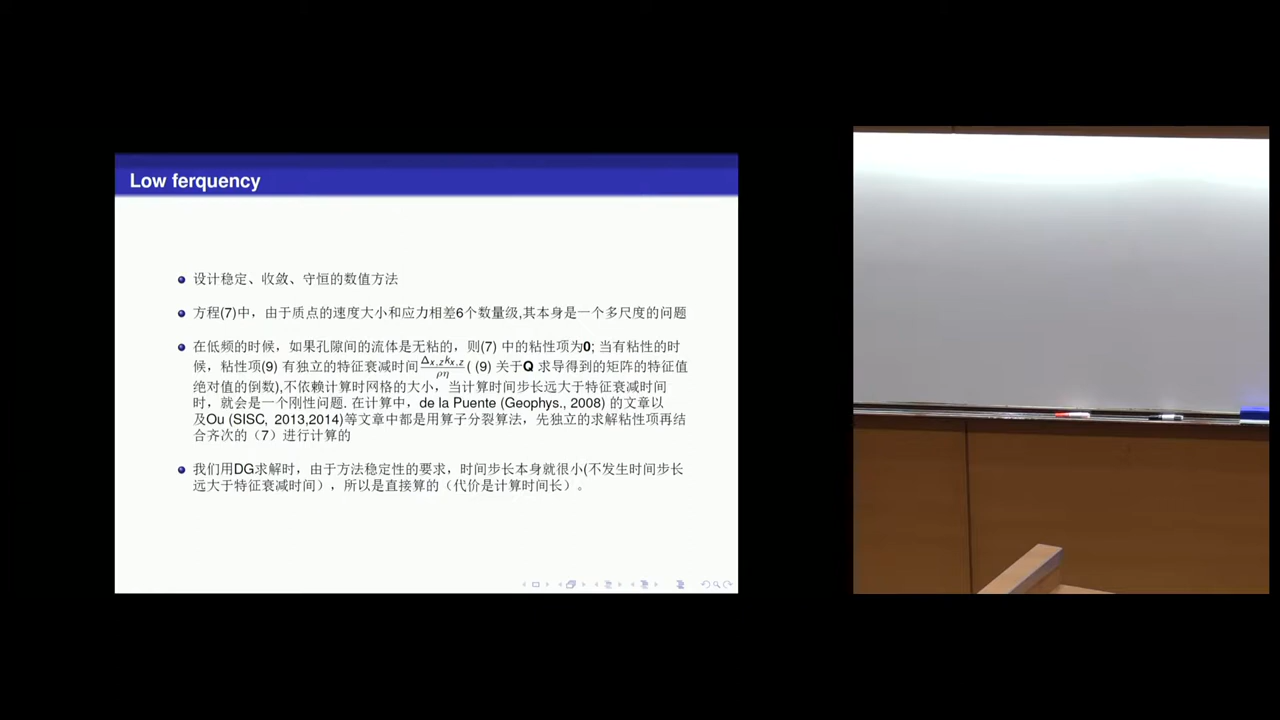 Low ferquency
设计稳定、收敛、守恒的数值方法
方程(7)中，由于质点的速度大小和应力相差6个数量级,其本身是一个多尺度的问题
在低频的时候，如果孔隙间的流体是无粘的，则(7) 中的粘性项为0; 当有粘性的时
候，粘性项(9) 有独立的特征衰减时间$\frac{\Delta_{x,z} k_{x,z}}{\rho\eta}$( (9) 关于Q 求导得到的矩阵的特征值
绝对值的倒数),不依赖计算时网格的大小，当计算时间步长远大于特征衰减时间
时，就会是一个刚性问题. 在计算中，de la Puente (Geophys., 2008) 的文章以
及Ou (SISC, 2013,2014)等文章中都是用算子分裂算法，先独立的求解粘性项再结
合齐次的（7）进行计算的
我们用DG求解时，由于方法稳定性的要求，时间步长本身就很小(不发生时间步长
远大于特征衰减时间），所以是直接算的（代价是计算时间长）。